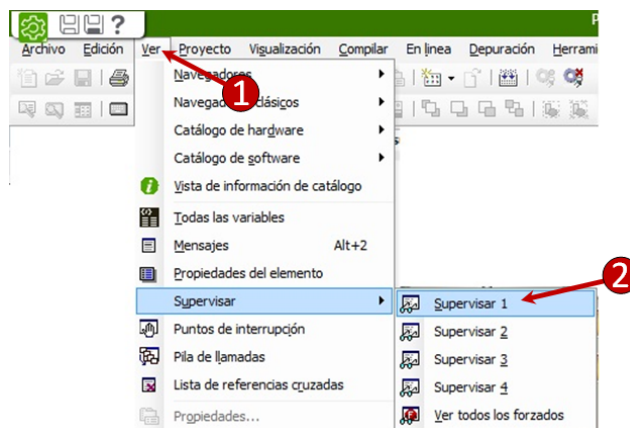 ?
P
Archivo Edición Ver Proyecto Visualización Compilar En línea Depuración Herrami
Navegadores
1
Navegadores clásicos
Catálogo de hardware
Catálogo de software
Vista de información de catálogo
Todas las variables
Mensajes Alt+2
Propiedades del elemento
2
Supervisar Supervisar 1
Puntos de interrupción Supervisar 2
Pila de llamadas Supervisar 3
Lista de referencias cruzadas Supervisar 4
Propiedades... Ver todos los forzados